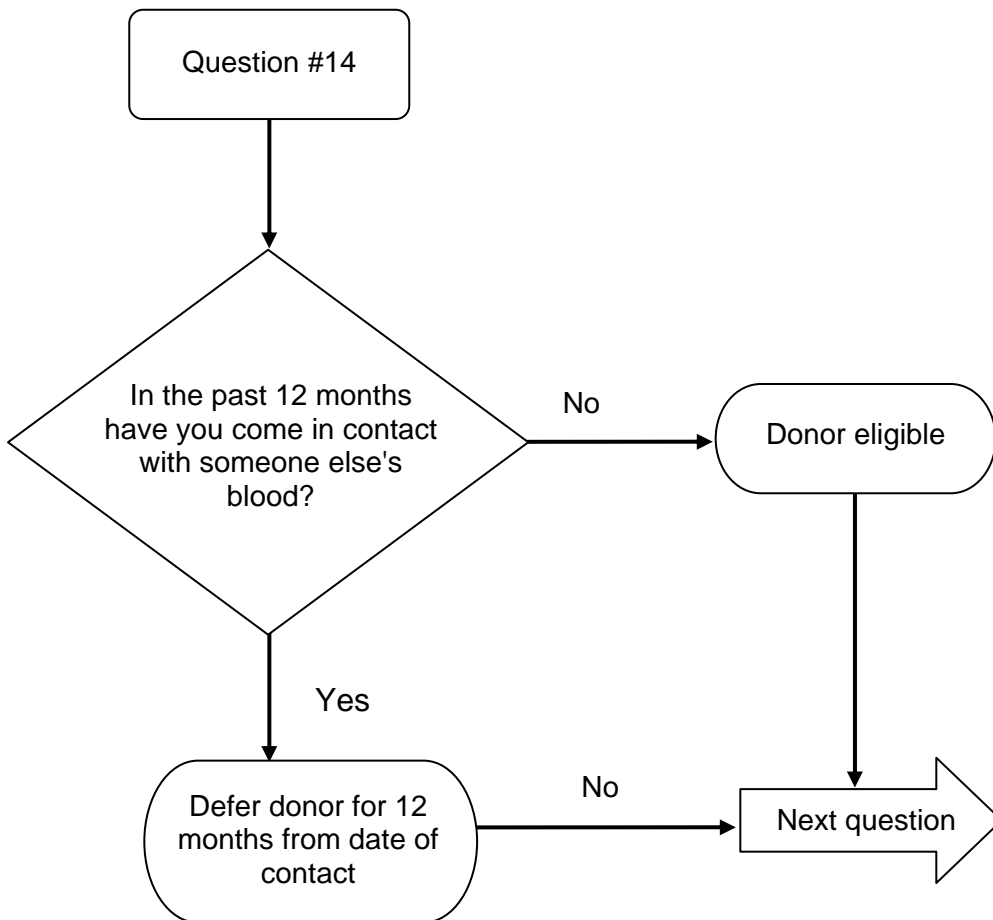 Question #14
In the past 12 months
have you come in contact
with someone else's
blood?
No
Donor eligible
Yes
Defer donor for 12
months from date of
contact
No
Next question